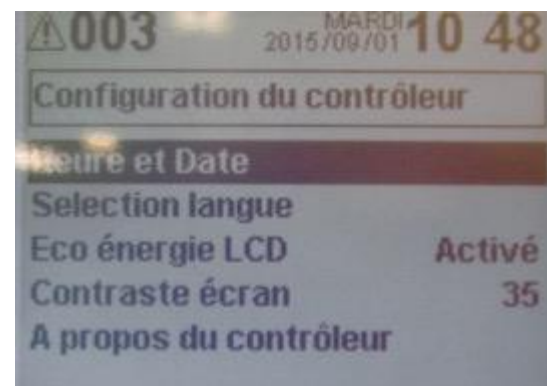 ⚠003 MARDI
2015/09/01 10 48
Configuration du contrôleur
Heure et Date
Selection langue
Eco énergie LCD Activé
Contraste écran 35
A propos du contrôleur